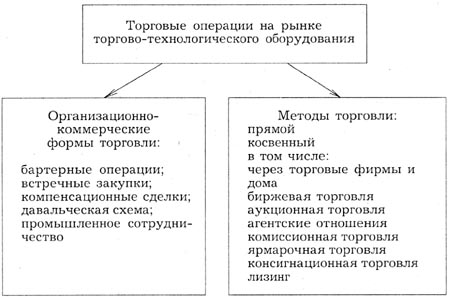 Торговые операции на рынке
торгово-технологического оборудования
Организационно-
коммерческие
формы торговли:
бартерные операции;
встречные закупки;
компенсационные сделки;
давальческая схема;
промышленное сотрудни-
чество
Методы торговли:
прямой
косвенный
в том числе:
через торговые фирмы и
дома
биржевая торговля
аукционная торговля
агентские отношения
комиссионная торговля
ярмарочная торговля
консигнационная торговля
лизинг